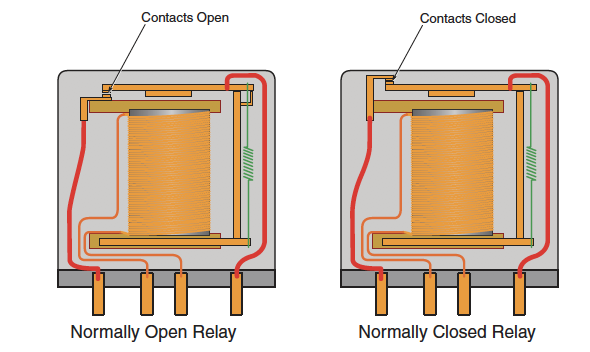 Contacts Open
Contacts Closed
Normally Open Relay
Normally Closed Relay